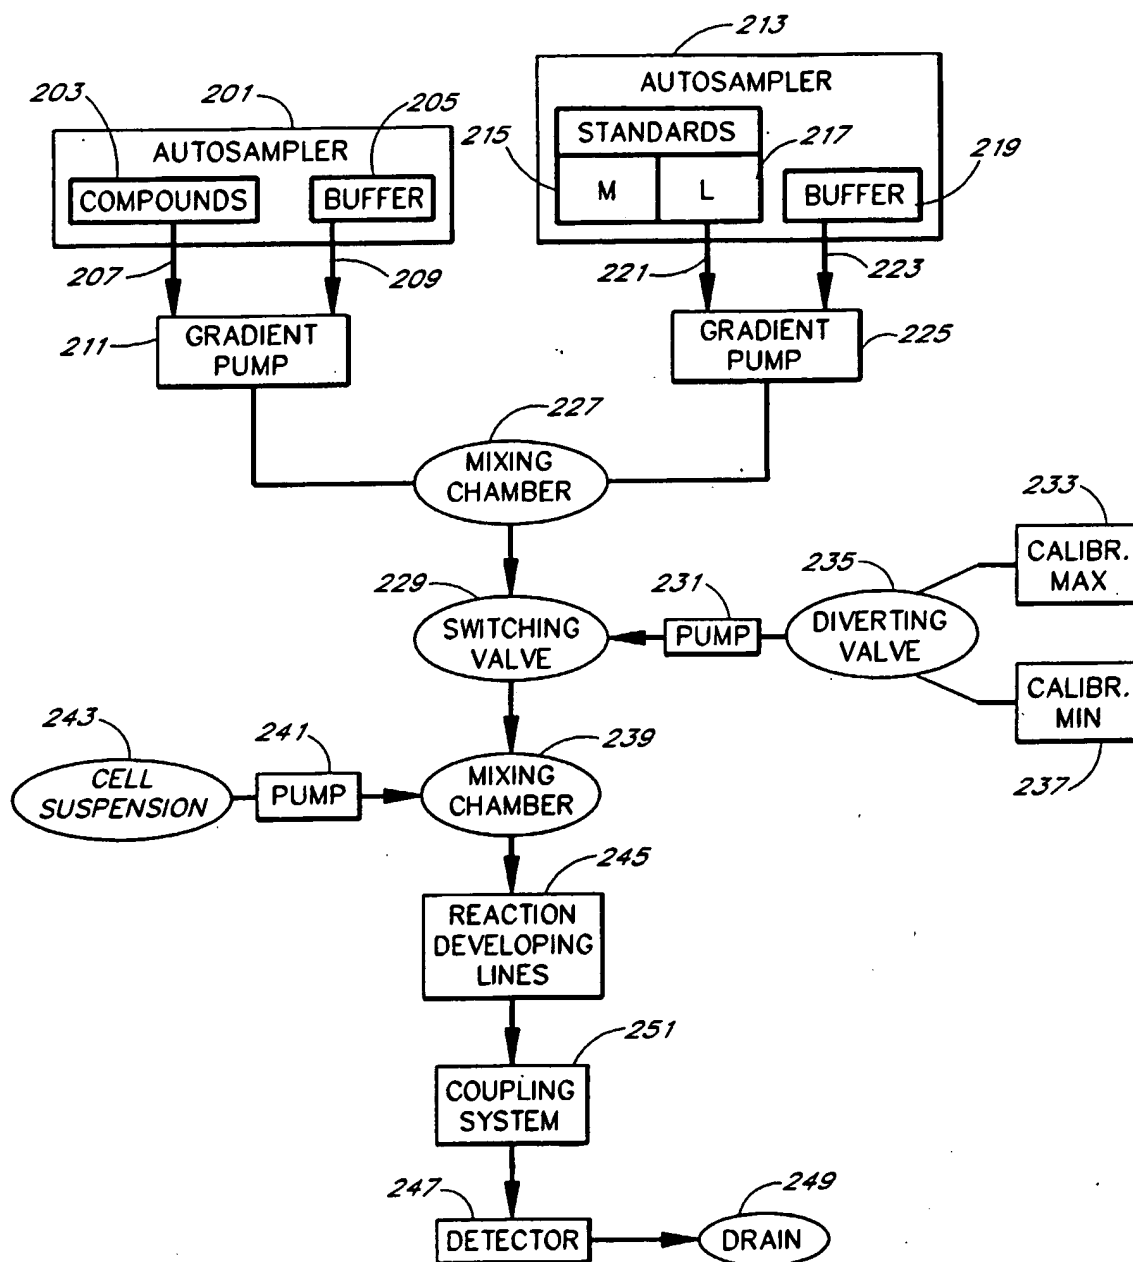 213
AUTOSAMPLER
203
201
205
215
STANDARDS
217
219
AUTOSAMPLER
M
L
BUFFER
COMPOUNDS
BUFFER
207
209
221
223
211
GRADIENT
PUMP
GRADIENT
PUMP
225
227
MIXING
CHAMBER
233
CALIBR.
MAX
229
231
235
SWITCHING
VALVE
PUMP
DIVERTING
VALVE
CALIBR.
MIN
237
243
241
239
CELL
SUSPENSION
PUMP
MIXING
CHAMBER
245
REACTION
DEVELOPING
LINES
251
COUPLING
SYSTEM
247
249
DETECTOR
DRAIN